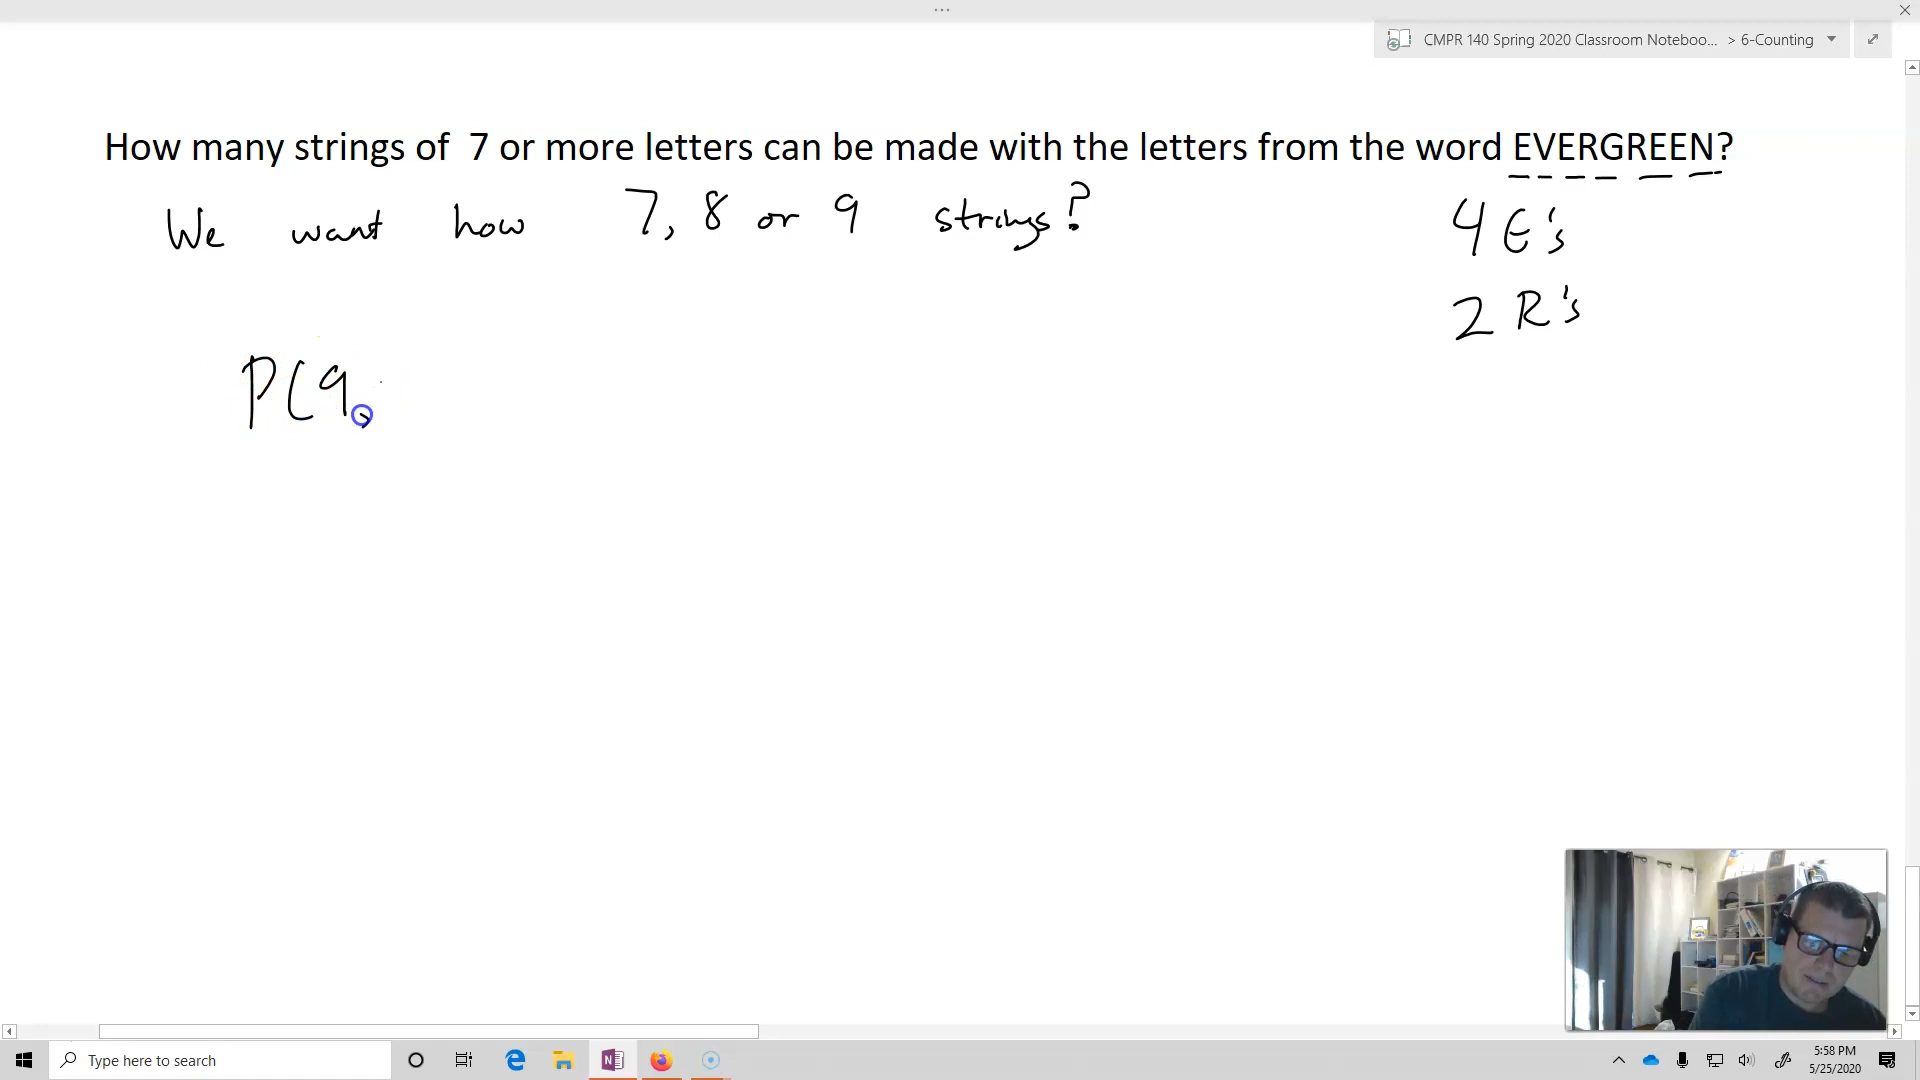 CMPR 140 Spring 2020 Classroom Noteboo... > 6-Counting
How many strings of 7 or more letters can be made with the letters from the word EVERGREEN?
We want how 7, 8 or 9 strings?
4 E's
2 R's
P(9,
Type here to search
5:58 PM
5/25/2020